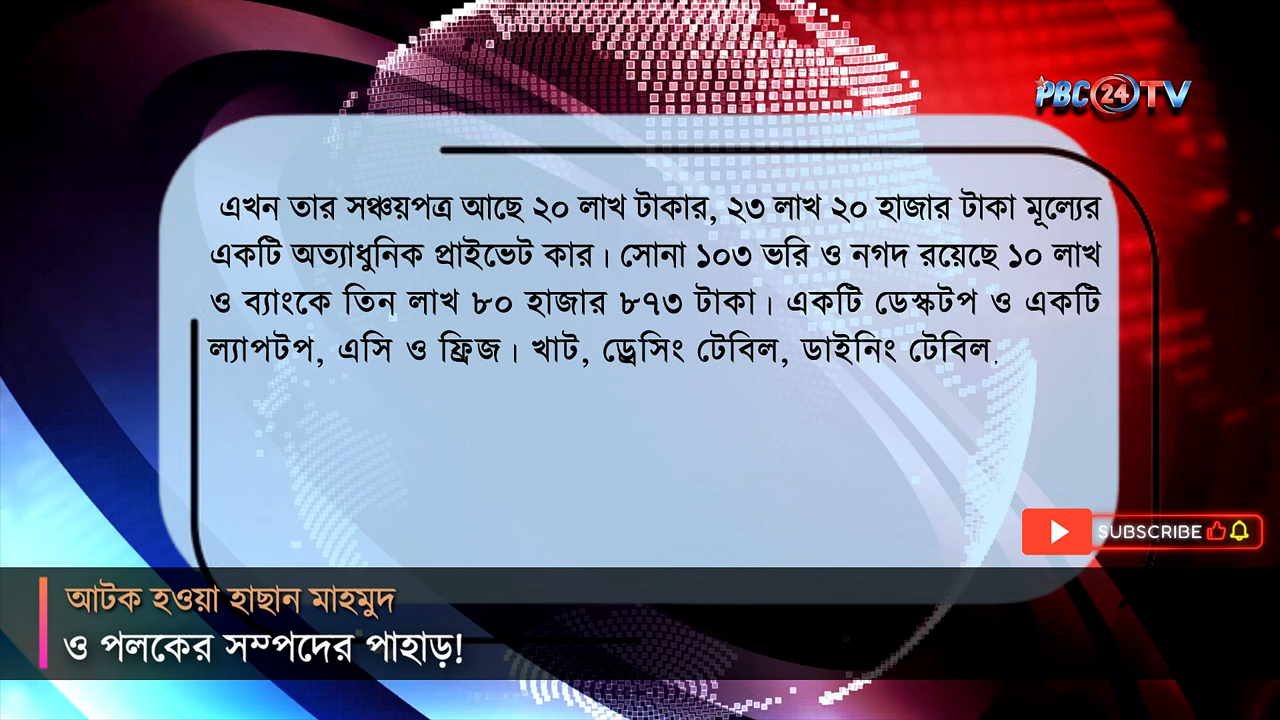 PBC 24 TV
এখন তার সঞ্চয়পত্র আছে ২০ লাখ টাকার, ২৩ লাখ ২০ হাজার টাকা মূল্যের
একটি অত্যাধুনিক প্রাইভেট কার। সোনা ১০৩ ভরি ও নগদ রয়েছে ১০ লাখ
ও ব্যাংকে তিন লাখ ৮০ হাজার ৮৭৩ টাকা। একটি ডেস্কটপ ও একটি
ল্যাপটপ, এসি ও ফ্রিজ। খাট, ড্রেসিং টেবিল, ডাইনিং টেবিল.
SUBSCRIBE
আটক হওয়া হাছান মাহমুদ
ও পলকের সম্পদের পাহাড়!